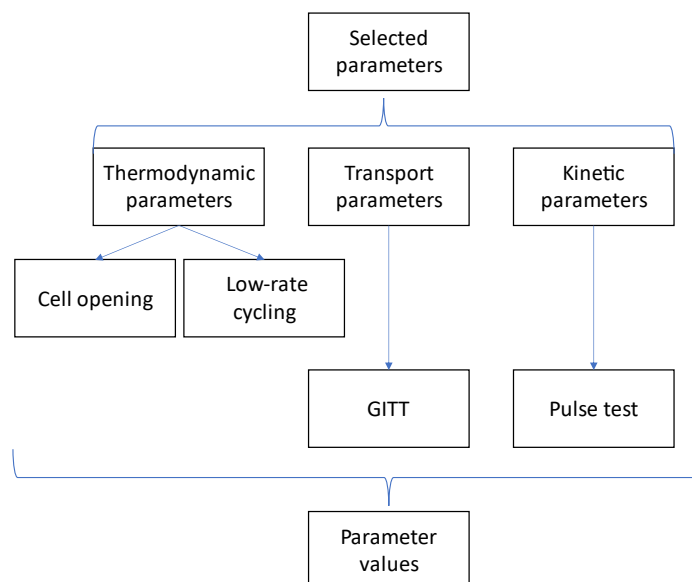 Selected
parameters
Thermodynamic
parameters
Transport
parameters
Kinetic
parameters
Cell opening
Low-rate
cycling
GITT
Pulse test
Parameter
values